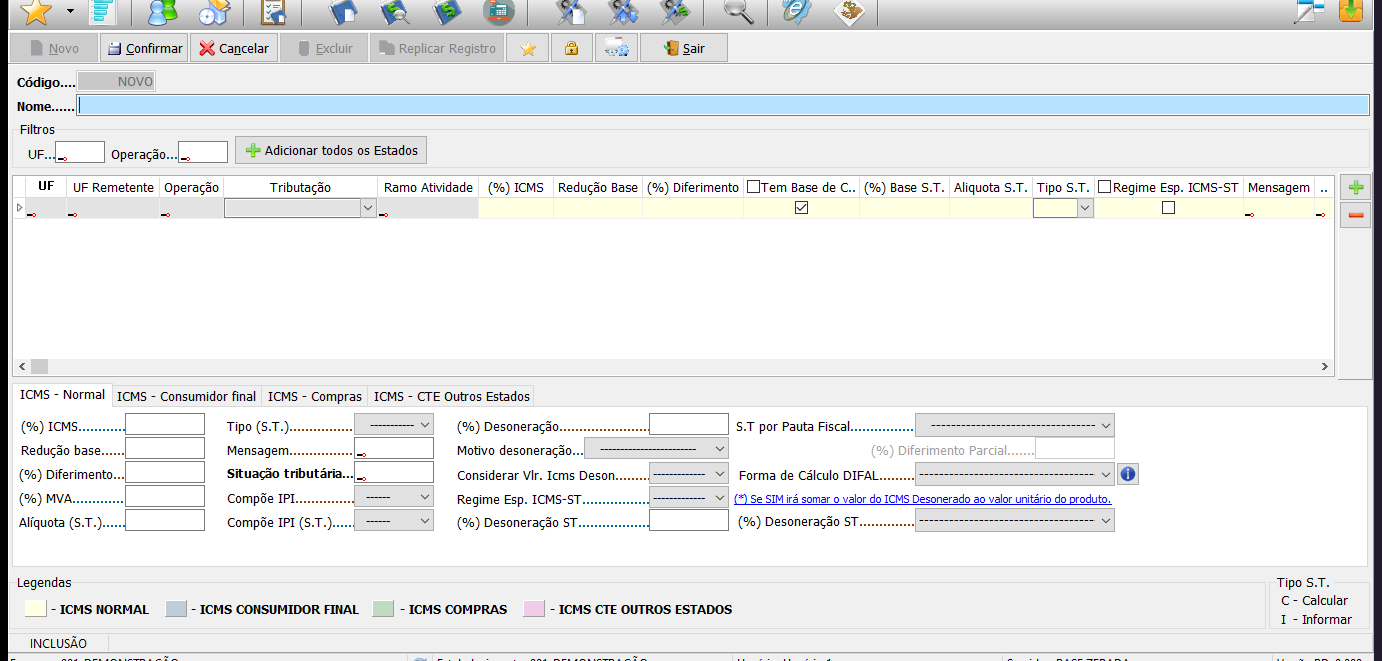 Novo Confirmar Cancelar Excluir Replicar Registro Sair
Código.... NOVO
Nome......
Filtros
UF... Operação... Adicionar todos os Estados
UF UF Remetente Operação Tributação Ramo Atividade (%) ICMS Redução Base (%) Diferimento Tem Base de C.. (%) Base S.T. Aliquota S.T. Tipo S.T. Regime Esp. ICMS-ST Mensagem ..
ICMS - Normal ICMS - Consumidor final ICMS - Compras ICMS - CTE Outros Estados
(%) ICMS............ Tipo (S.T.)................ ----------- (%) Desoneração....................... S.T por Pauta Fiscal................ ------------------------------------
Redução base....... Mensagem................ Motivo desoneração... ------------------------ (%) Diferimento Parcial......
(%) Diferimento... Situação tributária... Considerar Vlr. Icms Deson......... ------------- Forma de Cálculo DIFAL......... ------------------------------------
(%) MVA............. Compõe IPI............... ------ Regime Esp. ICMS-ST................. ------------- (*) Se SIM irá somar o valor do ICMS Desonerado ao valor unitário do produto.
Alíquota (S.T.)...... Compõe IPI (S.T.)...... ------ (%) Desoneração ST.................. (%) Desoneração ST.............. ------------------------------------
Legendas
- ICMS NORMAL - ICMS CONSUMIDOR FINAL - ICMS COMPRAS - ICMS CTE OUTROS ESTADOS
Tipo S.T.
C - Calcular
I - Informar
INCLUSÃO